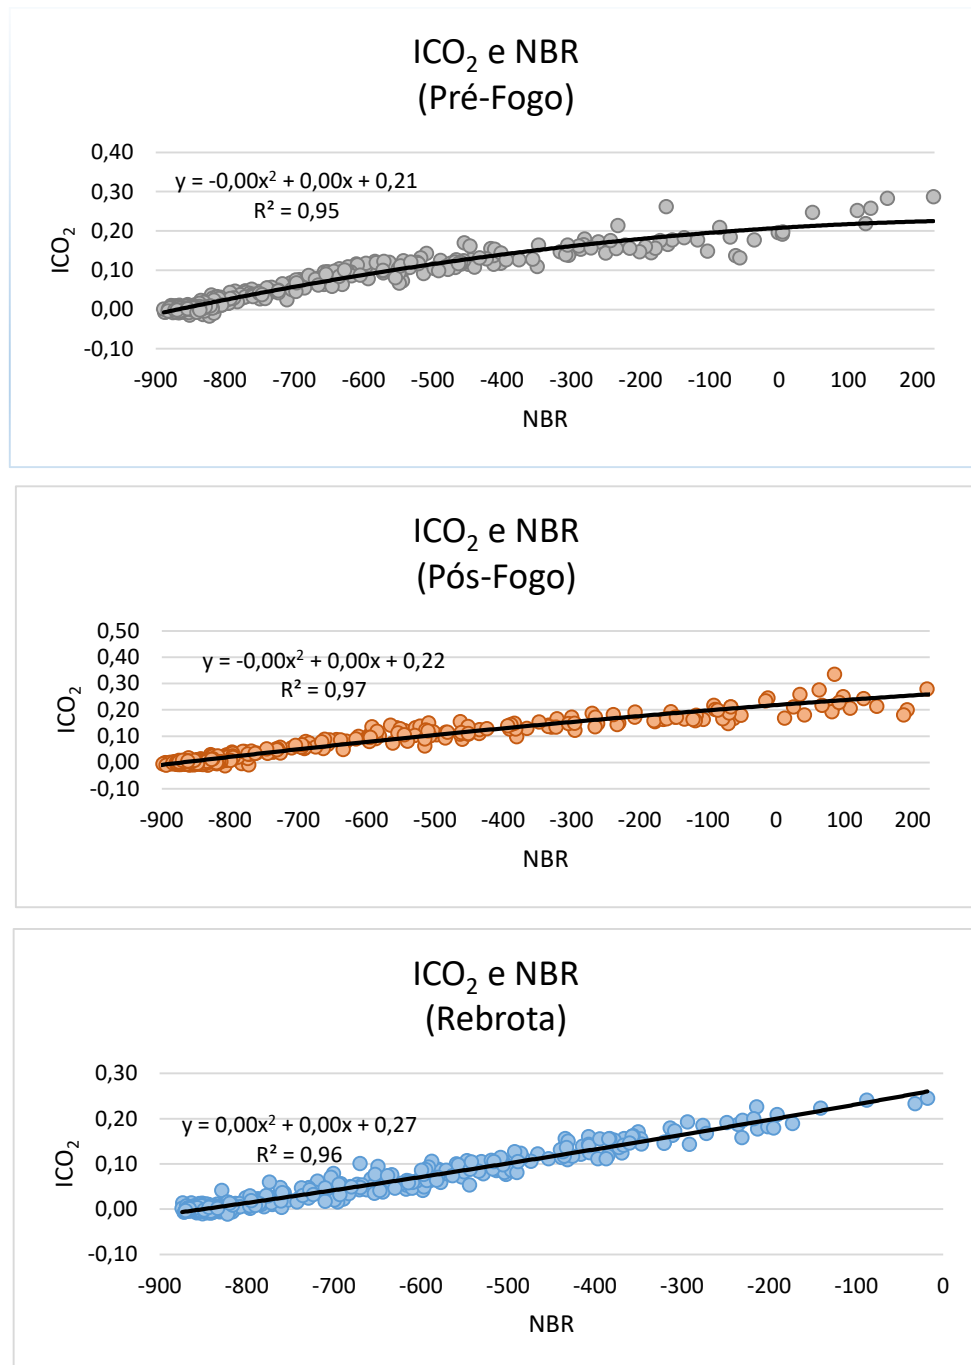 ICO₂ e NBR
(Pré-Fogo)
0,40
0,30
0,20
0,10
0,00
-0,10
ICO₂
y = -0,00x² + 0,00x + 0,21
R² = 0,95
-900 -800 -700 -600 -500 -400 -300 -200 -100 0 100 200
NBR
ICO₂ e NBR
(Pós-Fogo)
0,50
0,40
0,30
0,20
0,10
0,00
-0,10
ICO₂
y = -0,00x² + 0,00x + 0,22
R² = 0,97
-900 -800 -700 -600 -500 -400 -300 -200 -100 0 100 200
NBR
ICO₂ e NBR
(Rebrota)
0,30
0,20
0,10
0,00
-0,10
ICO₂
y = 0,00x² + 0,00x + 0,27
R² = 0,96
-900 -800 -700 -600 -500 -400 -300 -200 -100 0
NBR